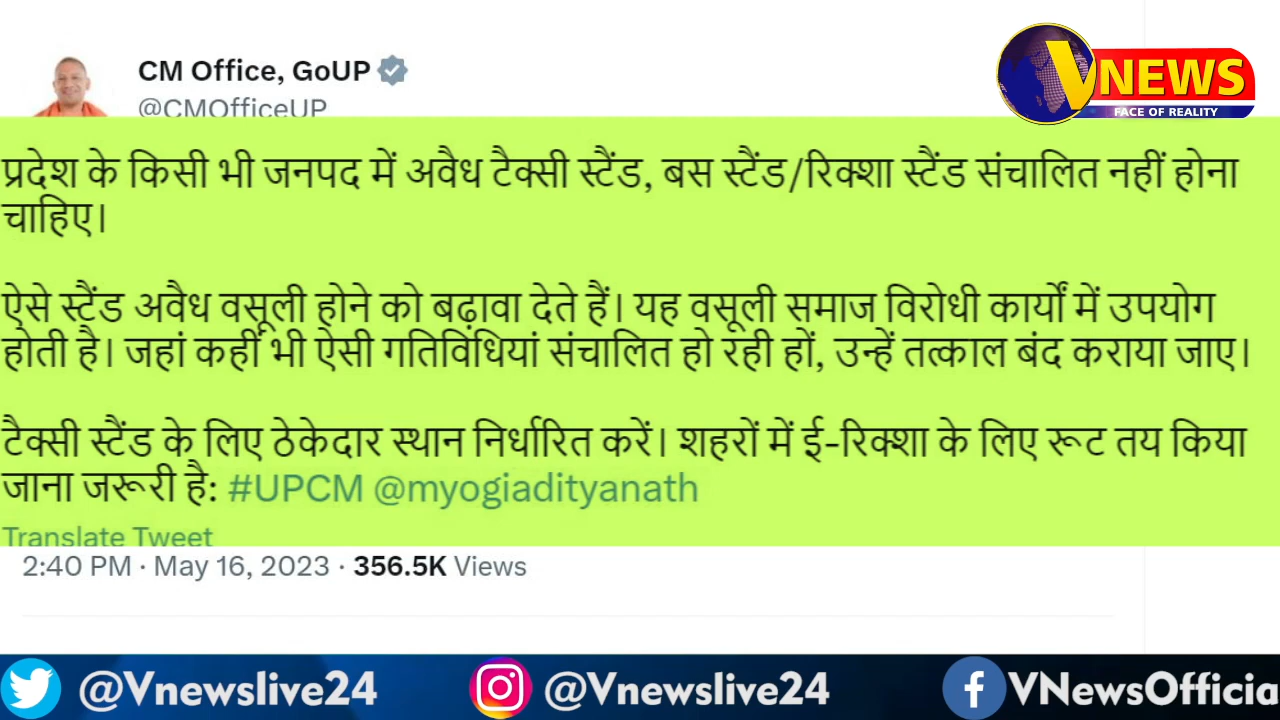 CM Office, GoUP
@CMOfficeUP
VNEWS
FACE OF REALITY
प्रदेश के किसी भी जनपद में अवैध टैक्सी स्टैंड, बस स्टैंड/रिक्शा स्टैंड संचालित नहीं होना
चाहिए।
ऐसे स्टैंड अवैध वसूली होने को बढ़ावा देते हैं। यह वसूली समाज विरोधी कार्यों में उपयोग
होती है। जहां कहीं भी ऐसी गतिविधियां संचालित हो रही हों, उन्हें तत्काल बंद कराया जाए।
टैक्सी स्टैंड के लिए ठेकेदार स्थान निर्धारित करें। शहरों में ई-रिक्शा के लिए रूट तय किया
जाना जरूरी है: #UPCM @myogiadityanath
Translate Tweet
2:40 PM · May 16, 2023 · 356.5K Views
@Vnewslive24 @Vnewslive24 VNewsOfficia